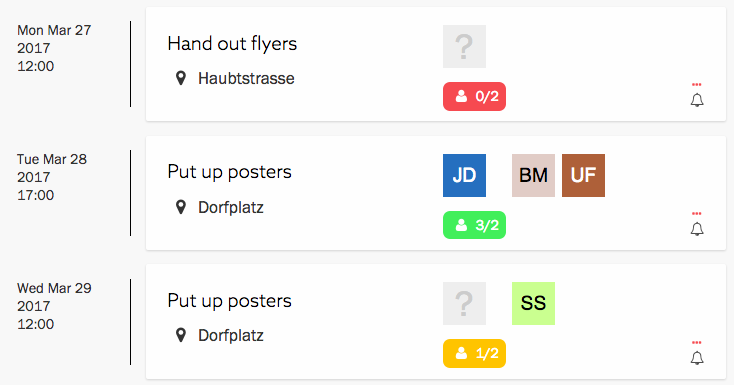 Mon Mar 27
2017
12:00
Hand out flyers
?
Haubtstrasse
0/2
Tue Mar 28
2017
17:00
Put up posters
JD BM UF
Dorfplatz
3/2
Wed Mar 29
2017
12:00
Put up posters
? SS
Dorfplatz
1/2